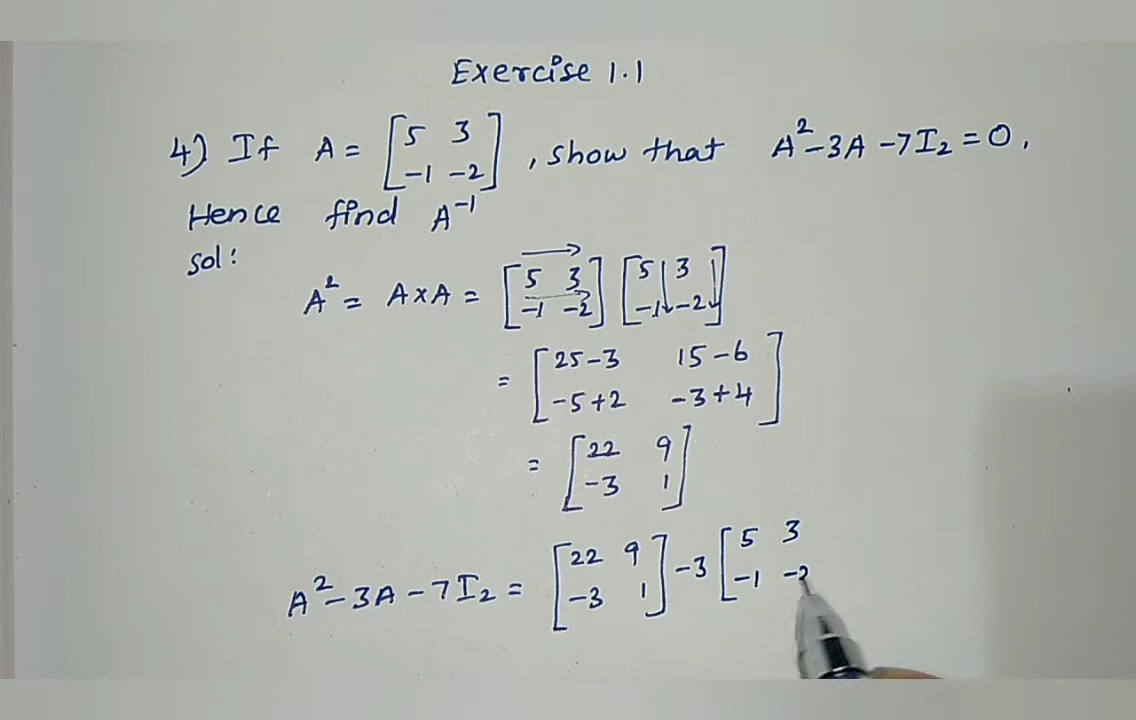 Exercise 1.1
4) If A = [5 3; -1 -2], show that A² - 3A - 7I₂ = 0.
Hence find A⁻¹
Sol:
A² = A×A = [5 3; -1 -2] [5 3; -1 -2]
= [25-3 15-6; -5+2 -3+4]
= [22 9; -3 1]
A² - 3A - 7I₂ = [22 9; -3 1] - 3 [5 3; -1 -2